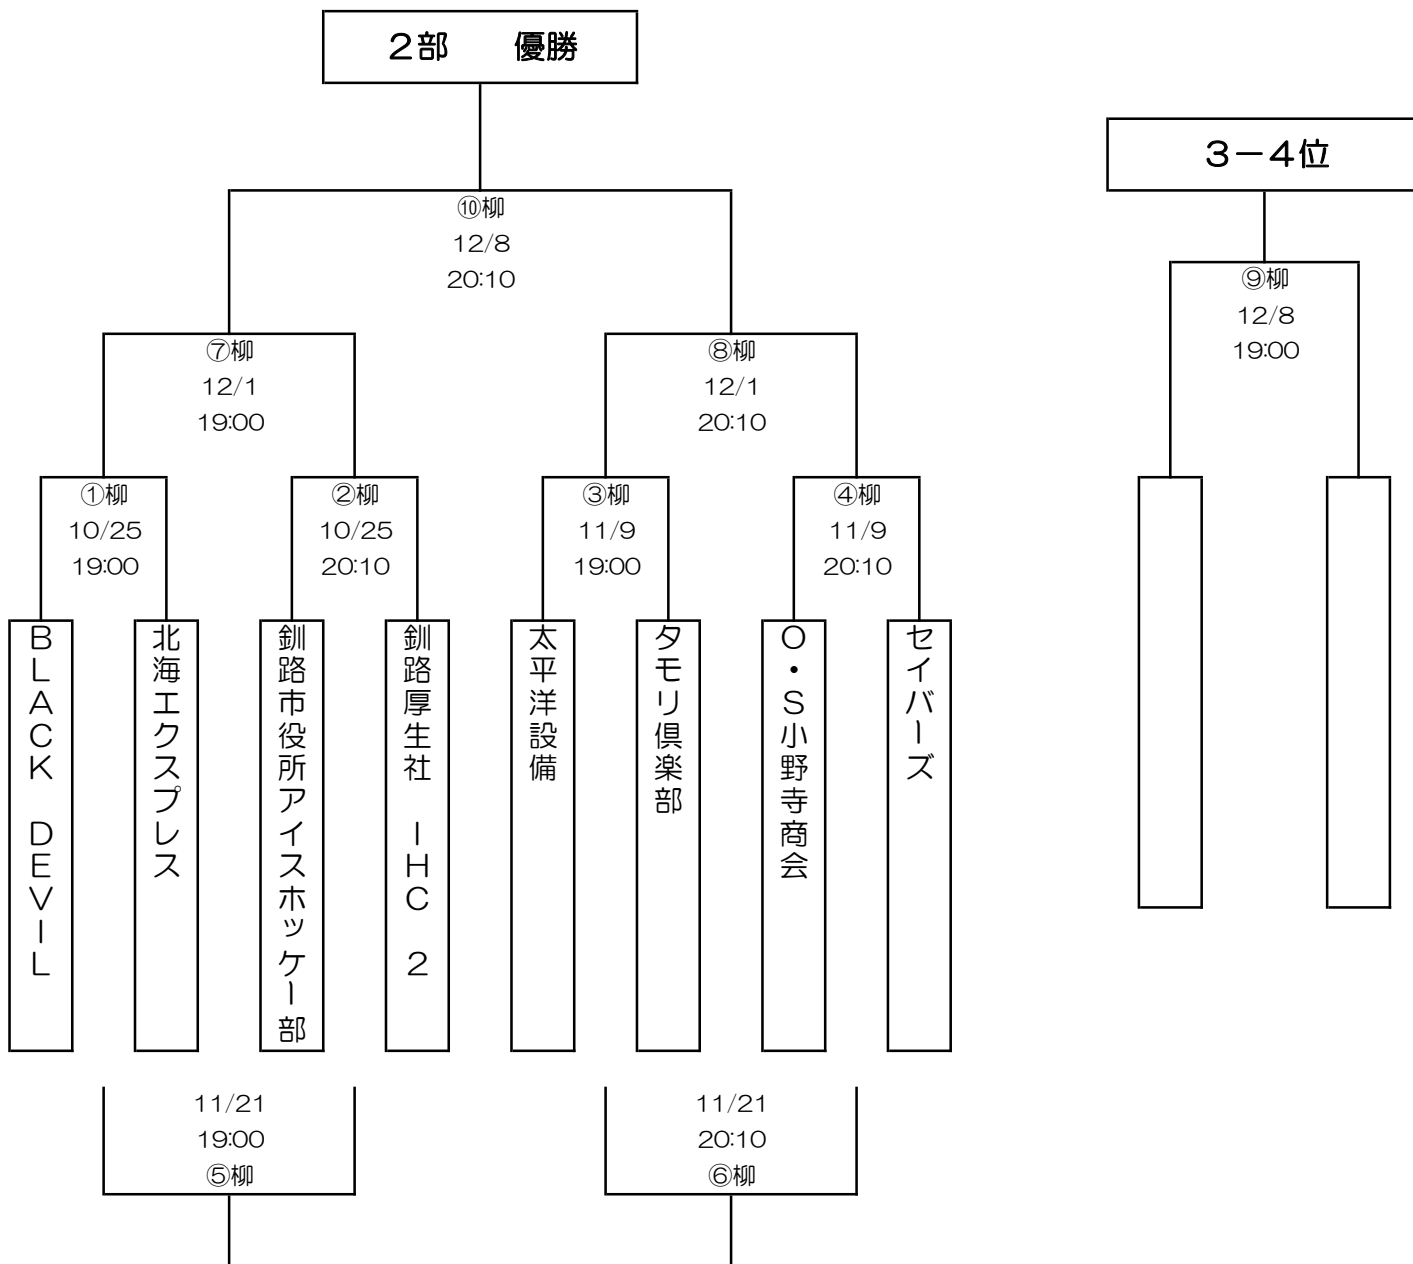 ２部　　優勝
３－４位
⑩柳
12/8
20:10
⑨柳
12/8
19:00
⑦柳
12/1
19:00
⑧柳
12/1
20:10
①柳
10/25
19:00
②柳
10/25
20:10
③柳
11/9
19:00
④柳
11/9
20:10
ＢＬＡＣＫ　ＤＥＶＩＬ
北海エクスプレス
釧路市役所アイスホッケー部
釧路厚生社　ＩＨＣ　２
太平洋設備
タモリ倶楽部
Ｏ・Ｓ小野寺商会
セイバーズ
11/21
19:00
⑤柳
11/21
20:10
⑥柳